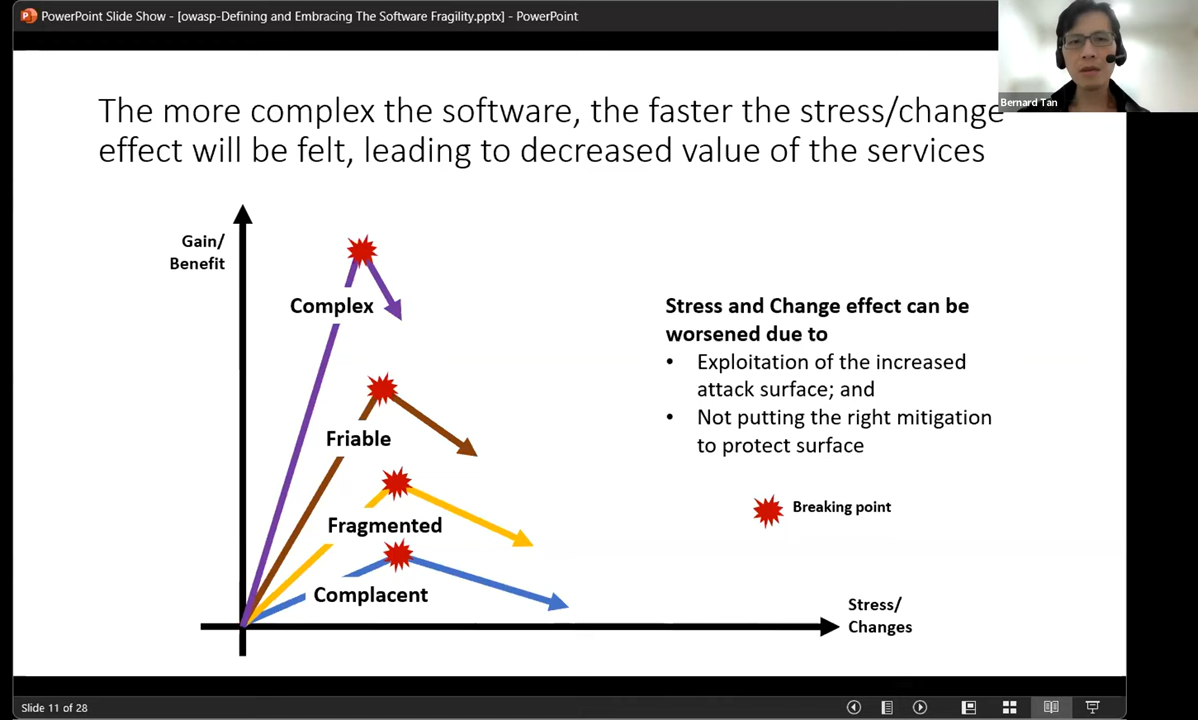 PowerPoint Slide Show - [owasp-Defining and Embracing The Software Fragility.pptx] - PowerPoint
Bernard Tan
The more complex the software, the faster the stress/change
effect will be felt, leading to decreased value of the services
Gain/
Benefit
Complex
Friable
Fragmented
Complacent
Stress and Change effect can be
worsened due to
• Exploitation of the increased
attack surface; and
• Not putting the right mitigation
to protect surface
Breaking point
Stress/
Changes
Slide 11 of 28